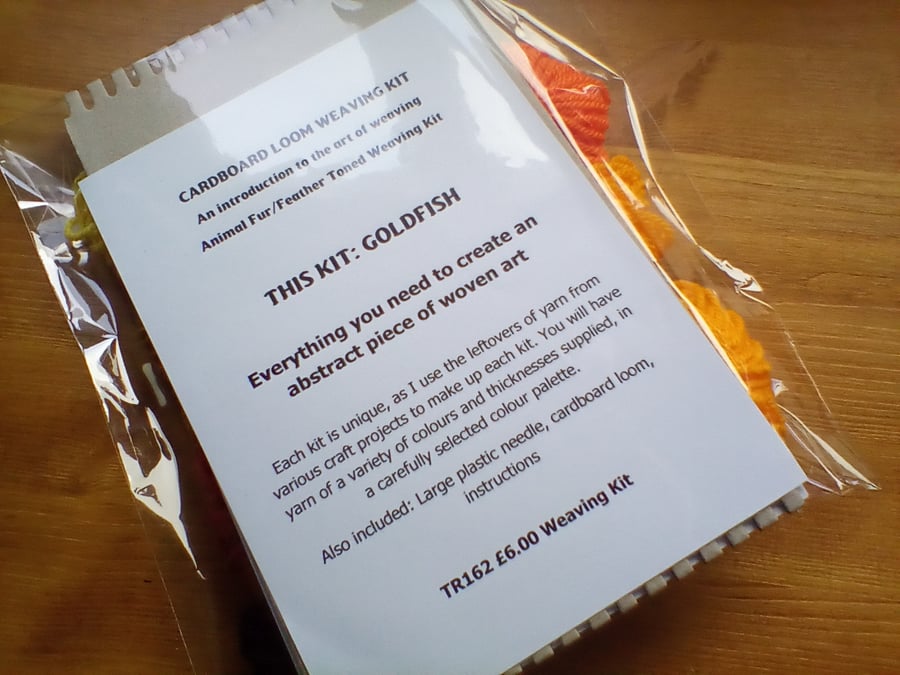 CARDBOARD LOOM WEAVING KIT
An introduction to the art of weaving
Animal Fur/Feather Toned Weaving Kit
THIS KIT: GOLDFISH
Everything you need to create an
abstract piece of woven art
Each kit is unique, as I use the leftovers of yarn from
various craft projects to make up each kit. You will have
yarn of a variety of colours and thicknesses supplied, in
a carefully selected colour palette.
Also included: Large plastic needle, cardboard loom,
instructions
TR162 £6.00 Weaving Kit